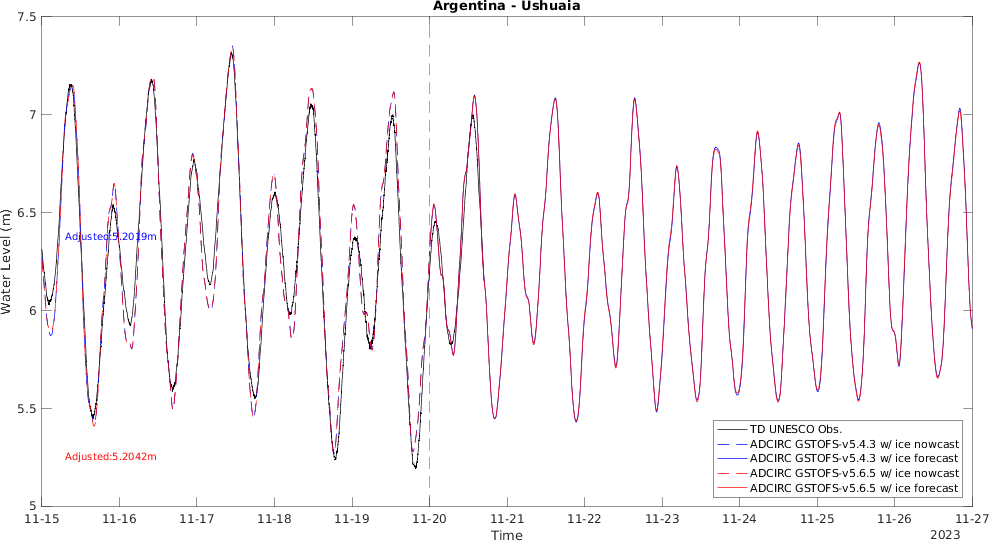 Argentina - Ushuaia
7.5
7
6.5
6
5.5
5
Water Level (m)
Adjusted:5.2019m
Adjusted:5.2042m
TD UNESCO Obs.
ADCIRC GSTOFS-v5.4.3 w/ ice nowcast
ADCIRC GSTOFS-v5.4.3 w/ ice forecast
ADCIRC GSTOFS-v5.6.5 w/ ice nowcast
ADCIRC GSTOFS-v5.6.5 w/ ice forecast
11-15 11-16 11-17 11-18 11-19 11-20 11-21 11-22 11-23 11-24 11-25 11-26 11-27
Time
2023